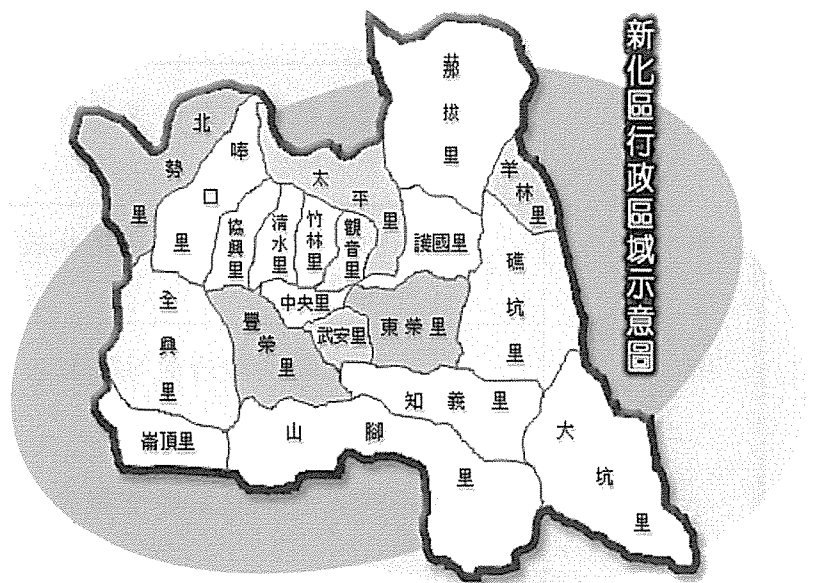 新化區行政區域示意圖
𦰡拔里
北勢里
唪口里
太平里
羊林里
協興里
清水里
竹林里
觀音里
護國里
礁坑里
全興里
中央里
豐榮里
武安里
東榮里
知義里
崙頂里
山腳里
大坑里